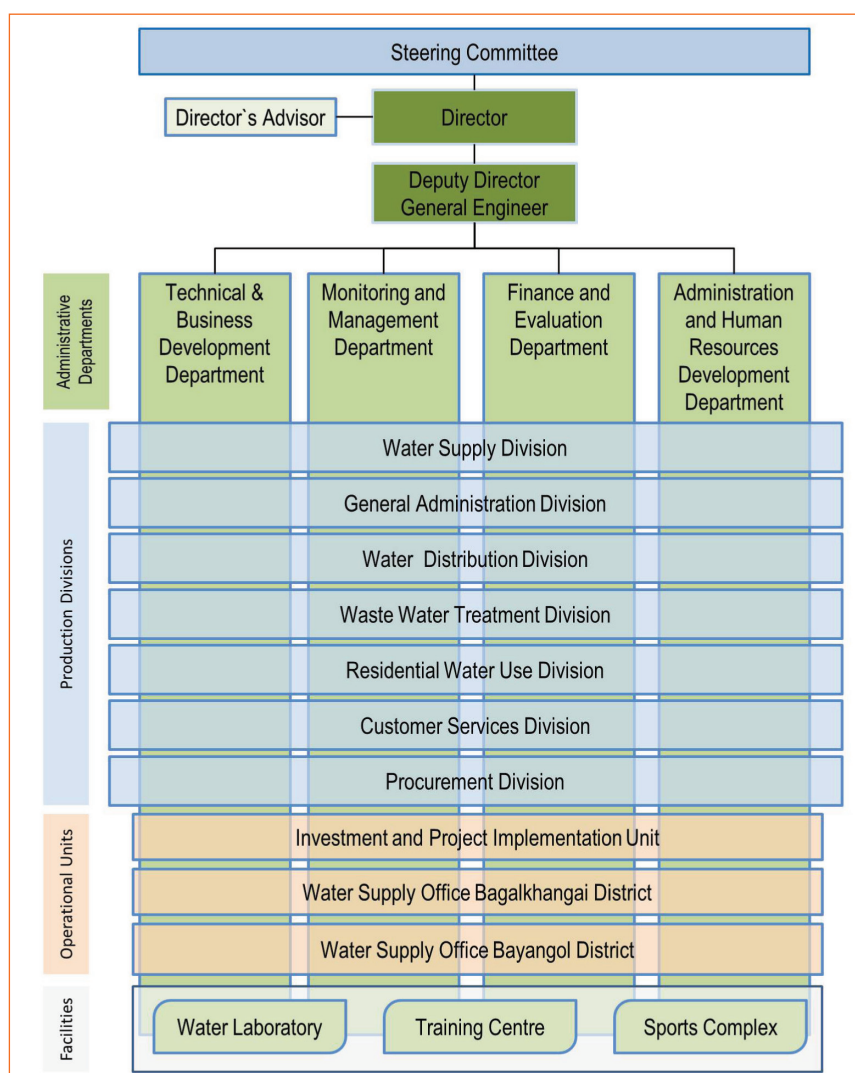 Steering Committee
Director`s Advisor
Director
Deputy Director
General Engineer
Administrative
Departments
Technical &
Business
Development
Department
Monitoring and
Management
Department
Finance and
Evaluation
Department
Administration
and Human
Resources
Development
Department
Production Divisions
Water Supply Division
General Administration Division
Water Distribution Division
Waste Water Treatment Division
Residential Water Use Division
Customer Services Division
Procurement Division
Operational Units
Investment and Project Implementation Unit
Water Supply Office Bagalkhangai District
Water Supply Office Bayangol District
Facilities
Water Laboratory
Training Centre
Sports Complex